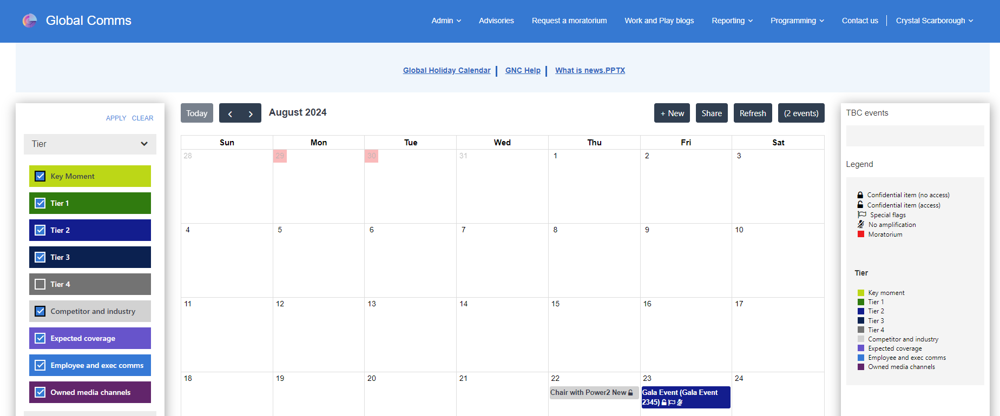 Global Comms
Admin
Advisories
Request a moratorium
Work and Play blogs
Reporting
Programming
Contact us
Crystal Scarborough
Global Holiday Calendar
GNC Help
What is news.PPTX
APPLY CLEAR
Tier
Key Moment
Tier 1
Tier 2
Tier 3
Tier 4
Competitor and industry
Expected coverage
Employee and exec comms
Owned media channels
Today
August 2024
+ New
Share
Refresh
(2 events)
Sun Mon Tue Wed Thu Fri Sat
28 29 30 31 1 2 3
4 5 6 7 8 9 10
11 12 13 14 15 16 17
18 19 20 21 22 23 24
Chair with Power2 New
Gala Event (Gala Event
2345)
TBC events
Legend
Confidential item (no access)
Confidential item (access)
Special flags
No amplification
Moratorium
Tier
Key moment
Tier 1
Tier 2
Tier 3
Tier 4
Competitor and industry
Expected coverage
Employee and exec comms
Owned media channels